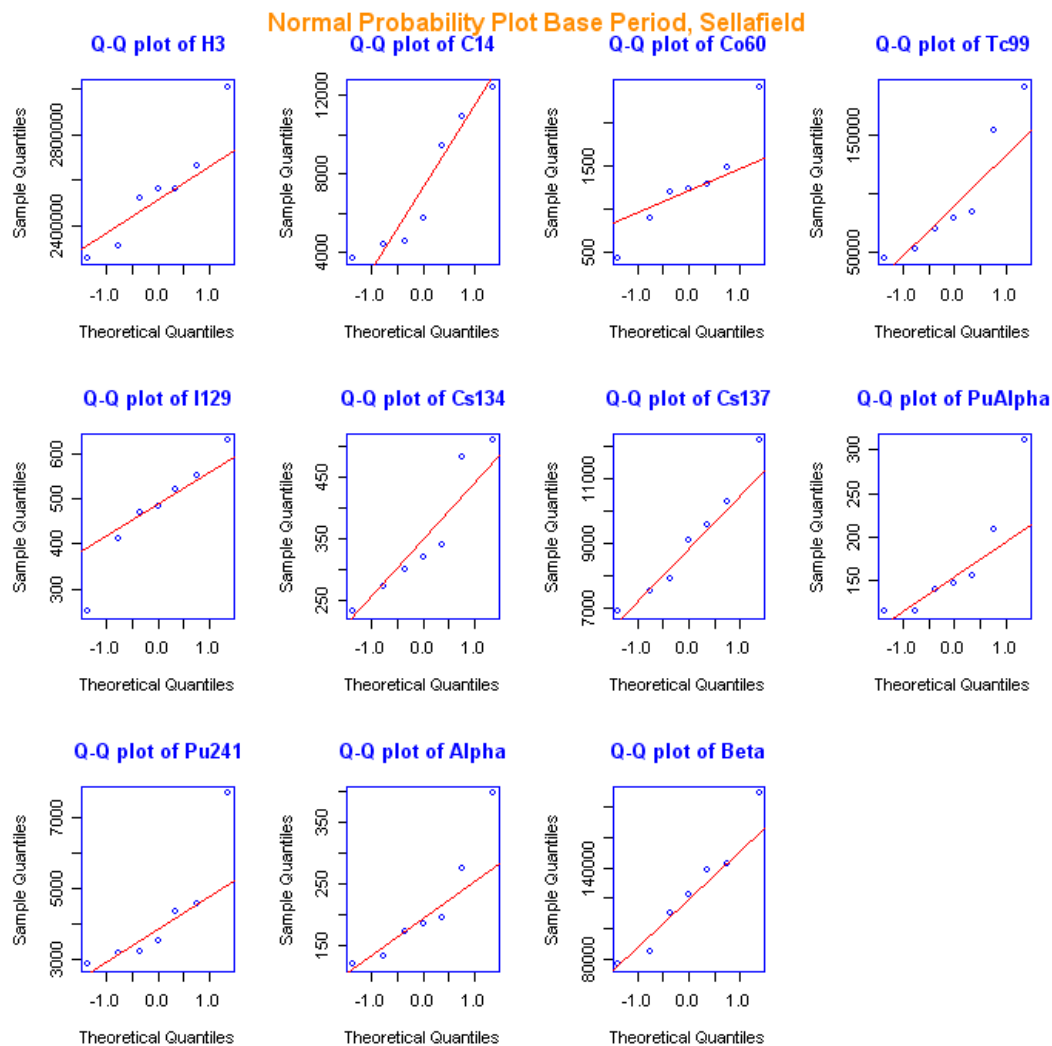 Normal Probability Plot Base Period, Sellafield
Q-Q plot of H3
Sample Quantiles
2400000 2800000
-1.0 0.0 1.0
Theoretical Quantiles
Q-Q plot of C14
Sample Quantiles
4000 8000 12000
-1.0 0.0 1.0
Theoretical Quantiles
Q-Q plot of Co60
Sample Quantiles
500 1500
-1.0 0.0 1.0
Theoretical Quantiles
Q-Q plot of Tc99
Sample Quantiles
50000 150000
-1.0 0.0 1.0
Theoretical Quantiles
Q-Q plot of I129
Sample Quantiles
300 400 500 600
-1.0 0.0 1.0
Theoretical Quantiles
Q-Q plot of Cs134
Sample Quantiles
250 350 450
-1.0 0.0 1.0
Theoretical Quantiles
Q-Q plot of Cs137
Sample Quantiles
7000 9000 11000
-1.0 0.0 1.0
Theoretical Quantiles
Q-Q plot of PuAlpha
Sample Quantiles
150 200 250 300
-1.0 0.0 1.0
Theoretical Quantiles
Q-Q plot of Pu241
Sample Quantiles
3000 5000 7000
-1.0 0.0 1.0
Theoretical Quantiles
Q-Q plot of Alpha
Sample Quantiles
150 250 350
-1.0 0.0 1.0
Theoretical Quantiles
Q-Q plot of Beta
Sample Quantiles
80000 140000
-1.0 0.0 1.0
Theoretical Quantiles